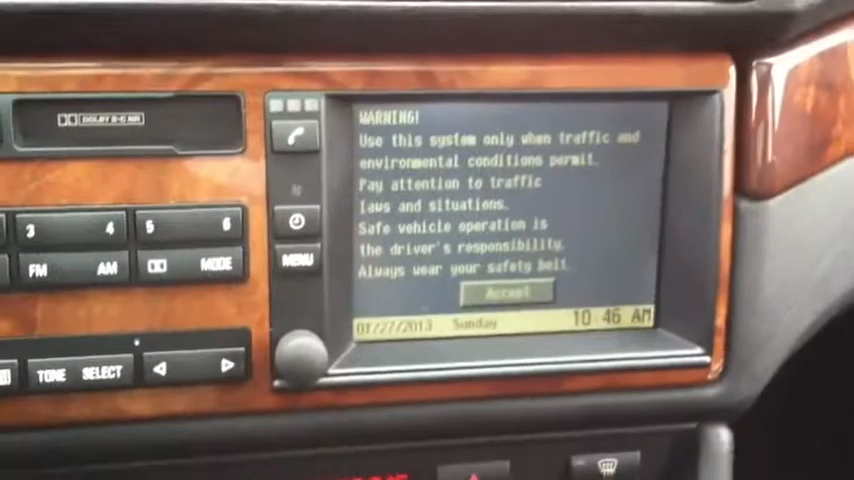 DOLBY B-C NR
WARNING!
Use this system only when traffic and
environmental conditions permit.
Pay attention to traffic
laws and situations.
Safe vehicle operation is
the driver's responsibility.
Always wear your safety belt.
Accept
01/27/2013 Sunday 10:46 AM
3 4 5 6
FM AM MODE
MENU
TONE SELECT